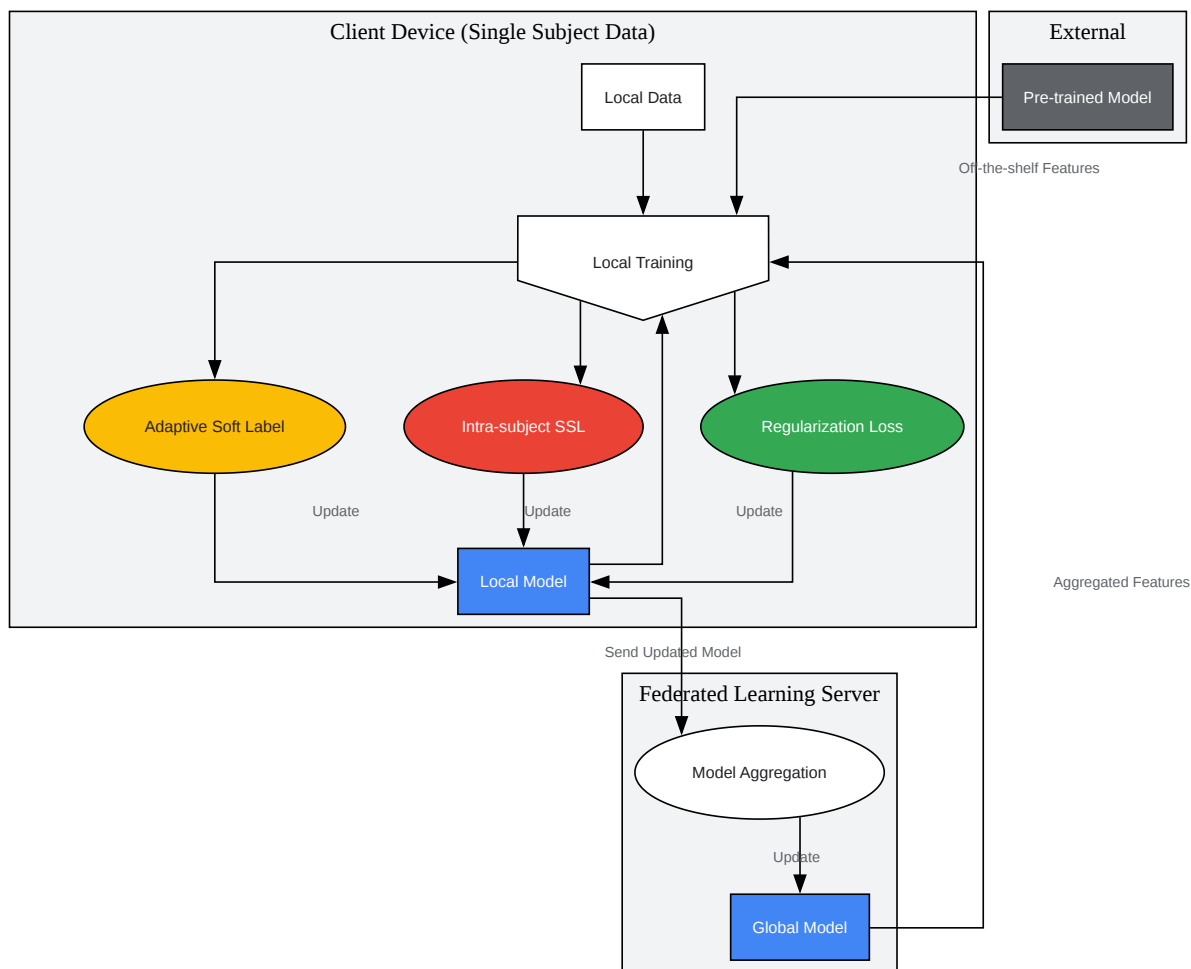 Client Device (Single Subject Data)
External
Local Data
Pre-trained Model
Off-the-shelf Features
Local Training
Adaptive Soft Label
Intra-subject SSL
Regularization Loss
Update
Update
Update
Local Model
Aggregated Features
Send Updated Model
Federated Learning Server
Model Aggregation
Update
Global Model